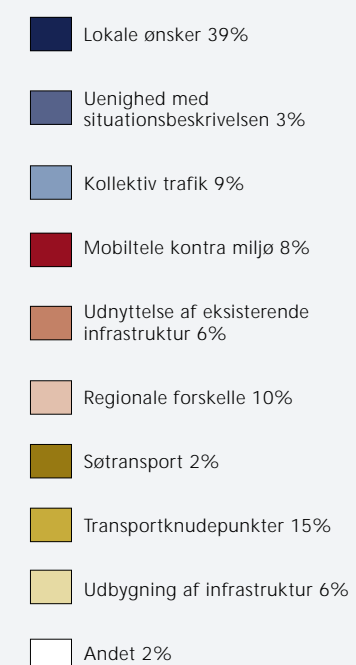 Lokale ønsker 39%
Uenighed med
situationsbeskrivelsen 3%
Kollektiv trafik 9%
Mobiltele kontra miljø 8%
Udnyttelse af eksisterende
infrastruktur 6%
Regionale forskelle 10%
Søtransport 2%
Transportknudepunkter 15%
Udbygning af infrastruktur 6%
Andet 2%